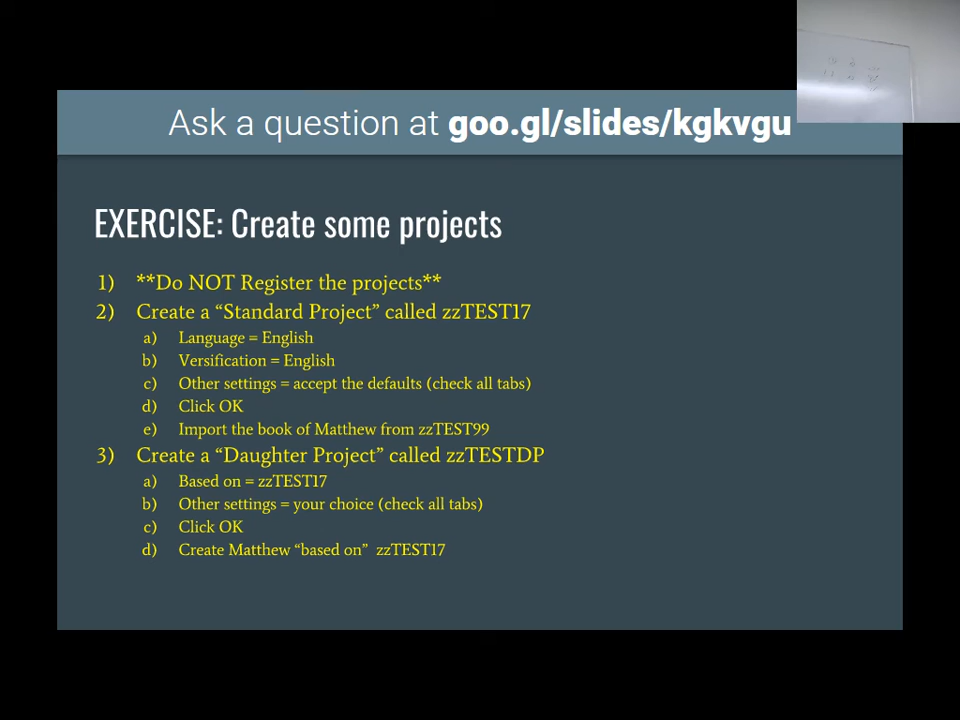 Ask a question at goo.gl/slides/kgkvgu
EXERCISE: Create some projects
1) **Do NOT Register the projects**
2) Create a “Standard Project” called zzTEST17
a) Language = English
b) Versification = English
c) Other settings = accept the defaults (check all tabs)
d) Click OK
e) Import the book of Matthew from zzTEST99
3) Create a “Daughter Project” called zzTESTDP
a) Based on = zzTEST17
b) Other settings = your choice (check all tabs)
c) Click OK
d) Create Matthew “based on” zzTEST17